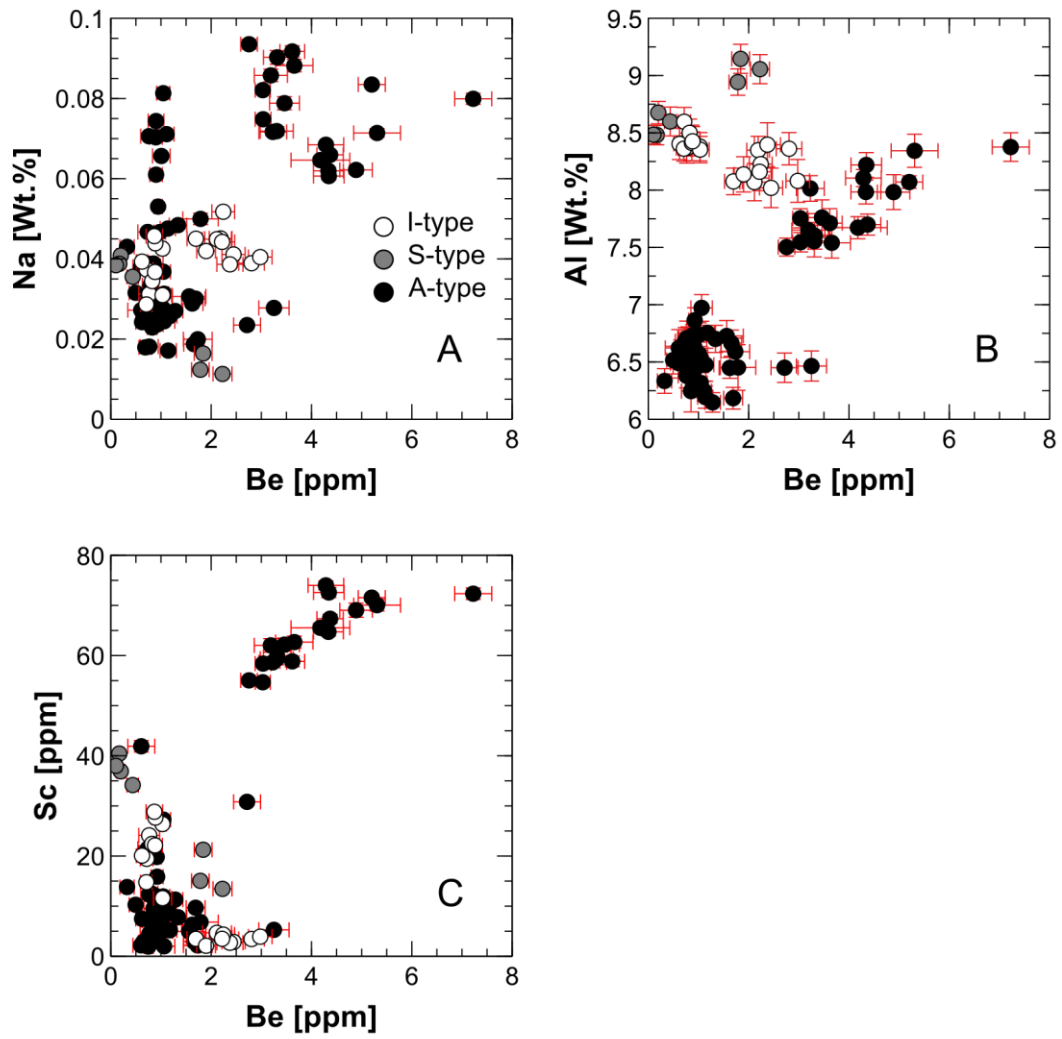 0.1
0.08
0.06
0.04
0.02
0
Na [Wt.%]
I-type
S-type
A-type
A
0 2 4 6 8
Be [ppm]
9.5
9
8.5
8
7.5
7
6.5
6
Al [Wt.%]
B
0 2 4 6 8
Be [ppm]
80
60
40
20
0
Sc [ppm]
C
0 2 4 6 8
Be [ppm]